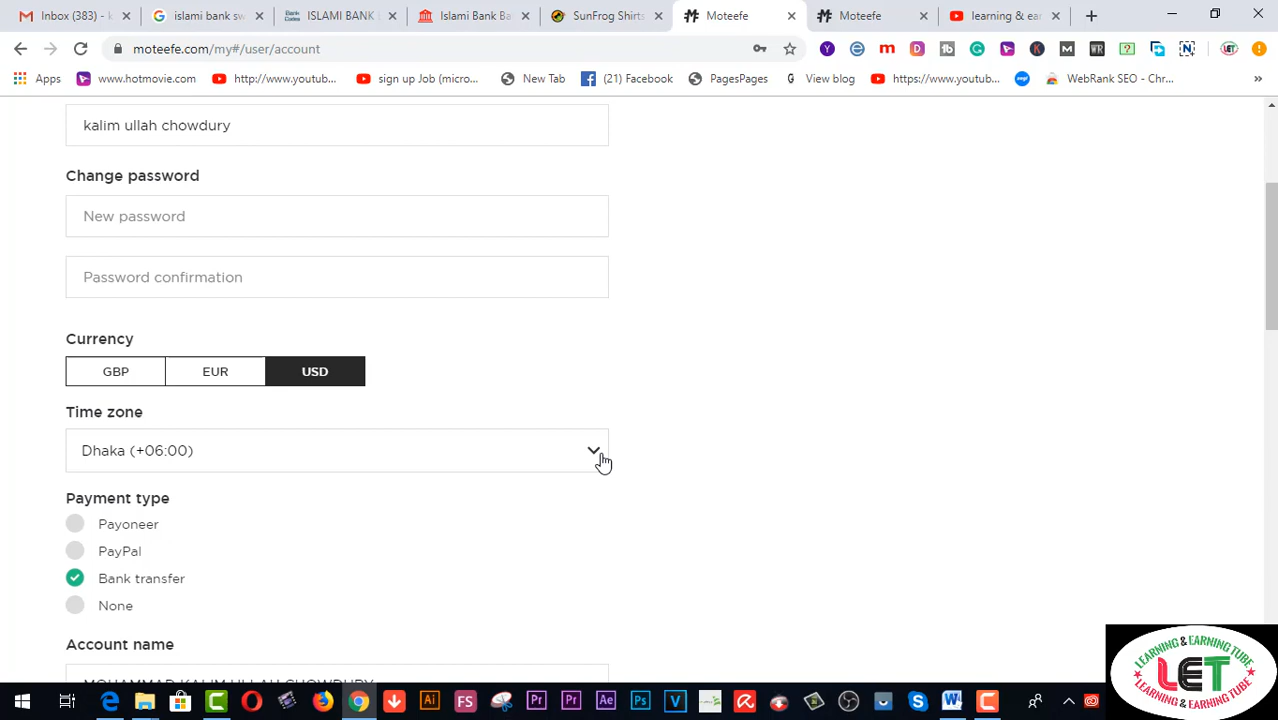 Inbox (383) - k
islami bank sw
ISLAMI BANK
Islami Bank Ba
SunFrog Shirts
Moteefe
Moteefe
learning & ear
moteefe.com/my#/user/account
Apps
www.hotmovie.com
http://www.youtub...
sign up Job (micro...
New Tab
(21) Facebook
PagesPages
View blog
https://www.youtub...
WebRank SEO - Chr...
kalim ullah chowdury
Change password
New password
Password confirmation
Currency
GBP
EUR
USD
Time zone
Dhaka (+06:00)
Payment type
Payoneer
PayPal
Bank transfer
None
Account name
MOHAMMAD KALIM ULLAH CHOWDURY
LEARNING & EARNING TUBE
LET
LEARNING & EARNING TUBE